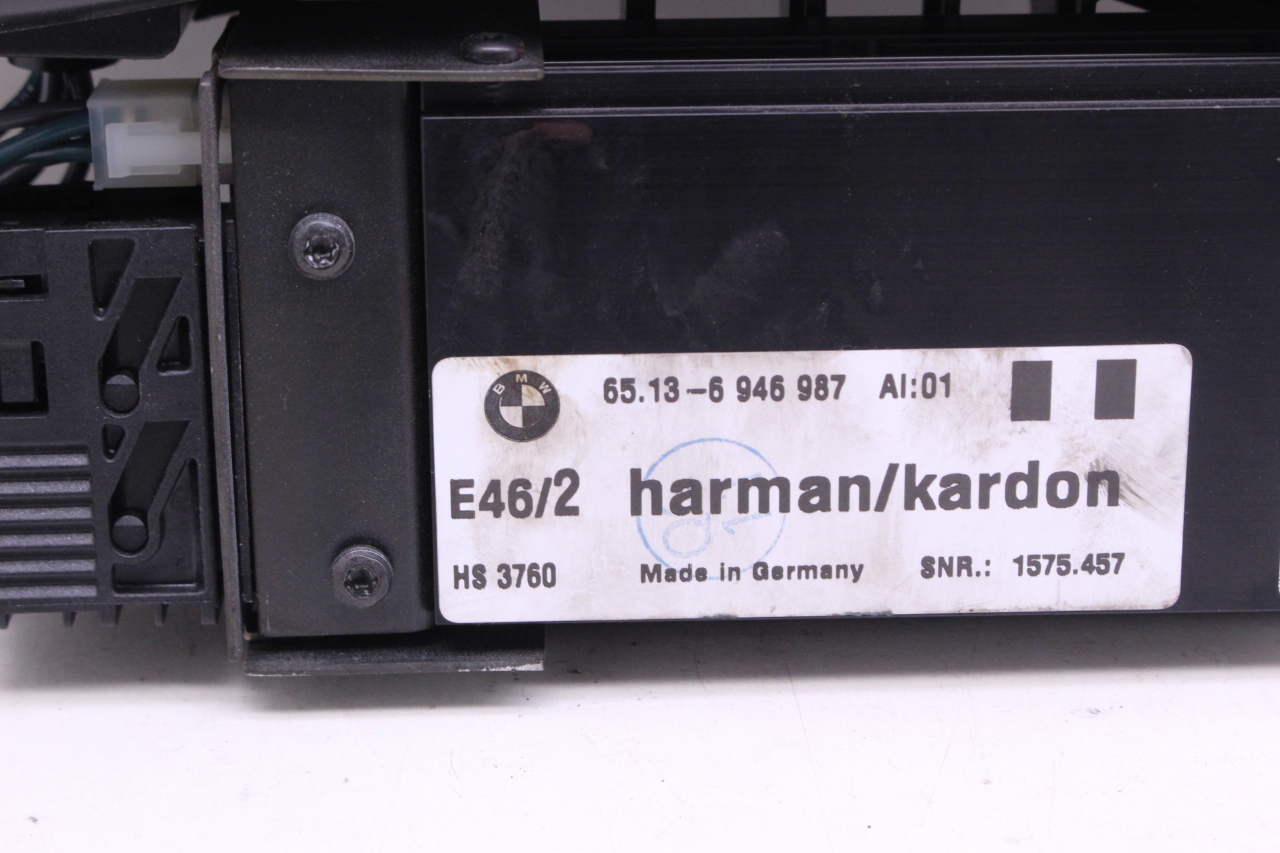 BMW
65.13-6 946 987 AI:01
E46/2 harman/kardon
HS 3760 Made in Germany SNR.: 1575.457